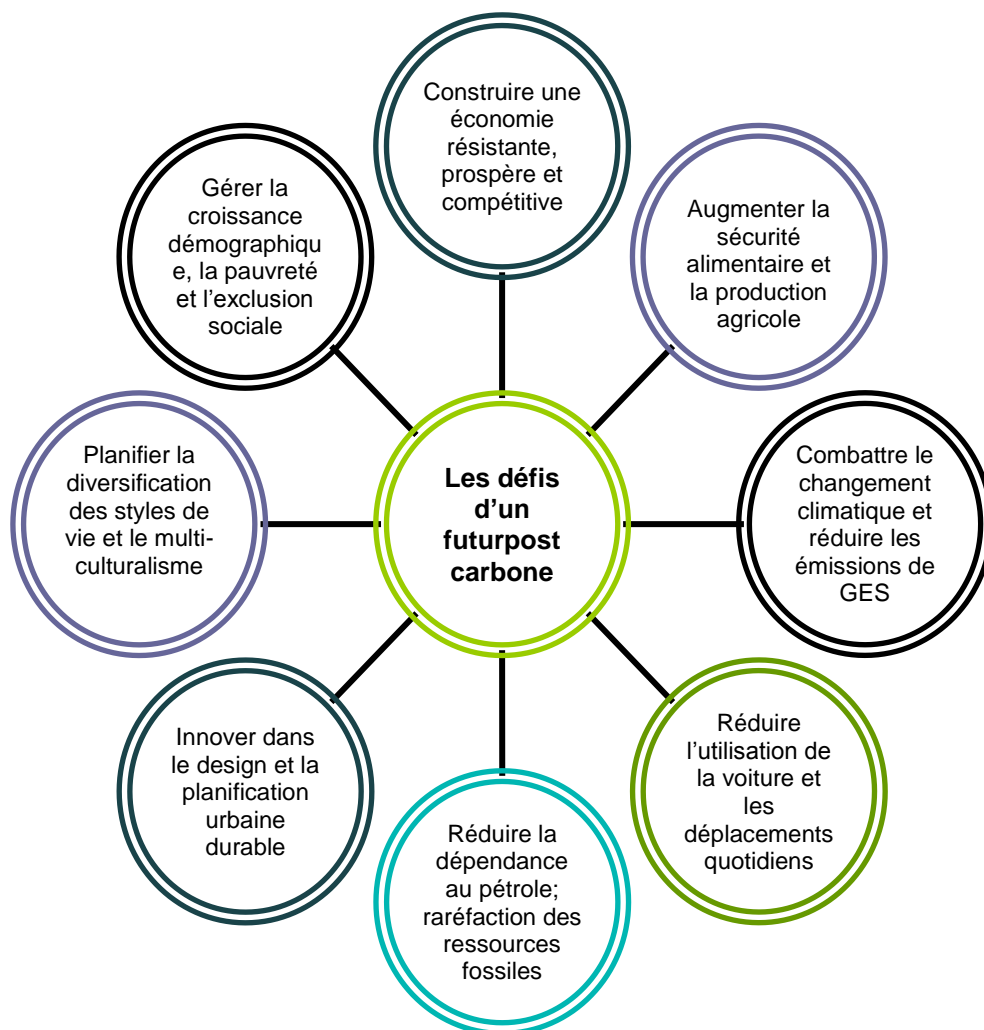 Construire une
économie
résistante,
prospère et
compétitive
Augmenter la
sécurité
alimentaire et
la production
agricole
Combattre le
changement
climatique et
réduire les
émissions de
GES
Réduire
l’utilisation de
la voiture et
les
déplacements
quotidiens
Réduire la
dépendance
au pétrole;
raréfaction des
ressources
fossiles
Innover dans
le design et la
planification
urbaine
durable
Planifier la
diversification
des styles de
vie et le multi-
culturalisme
Gérer la
croissance
démographiqu
e, la pauvreté
et l’exclusion
sociale
Les défis
d’un
futurpost
carbone